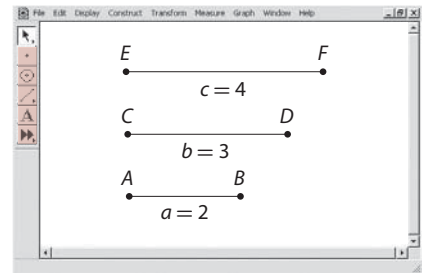 File Edit Display Construct Transform Measure Graph Window Help
A
E F
c = 4
C D
b = 3
A B
a = 2